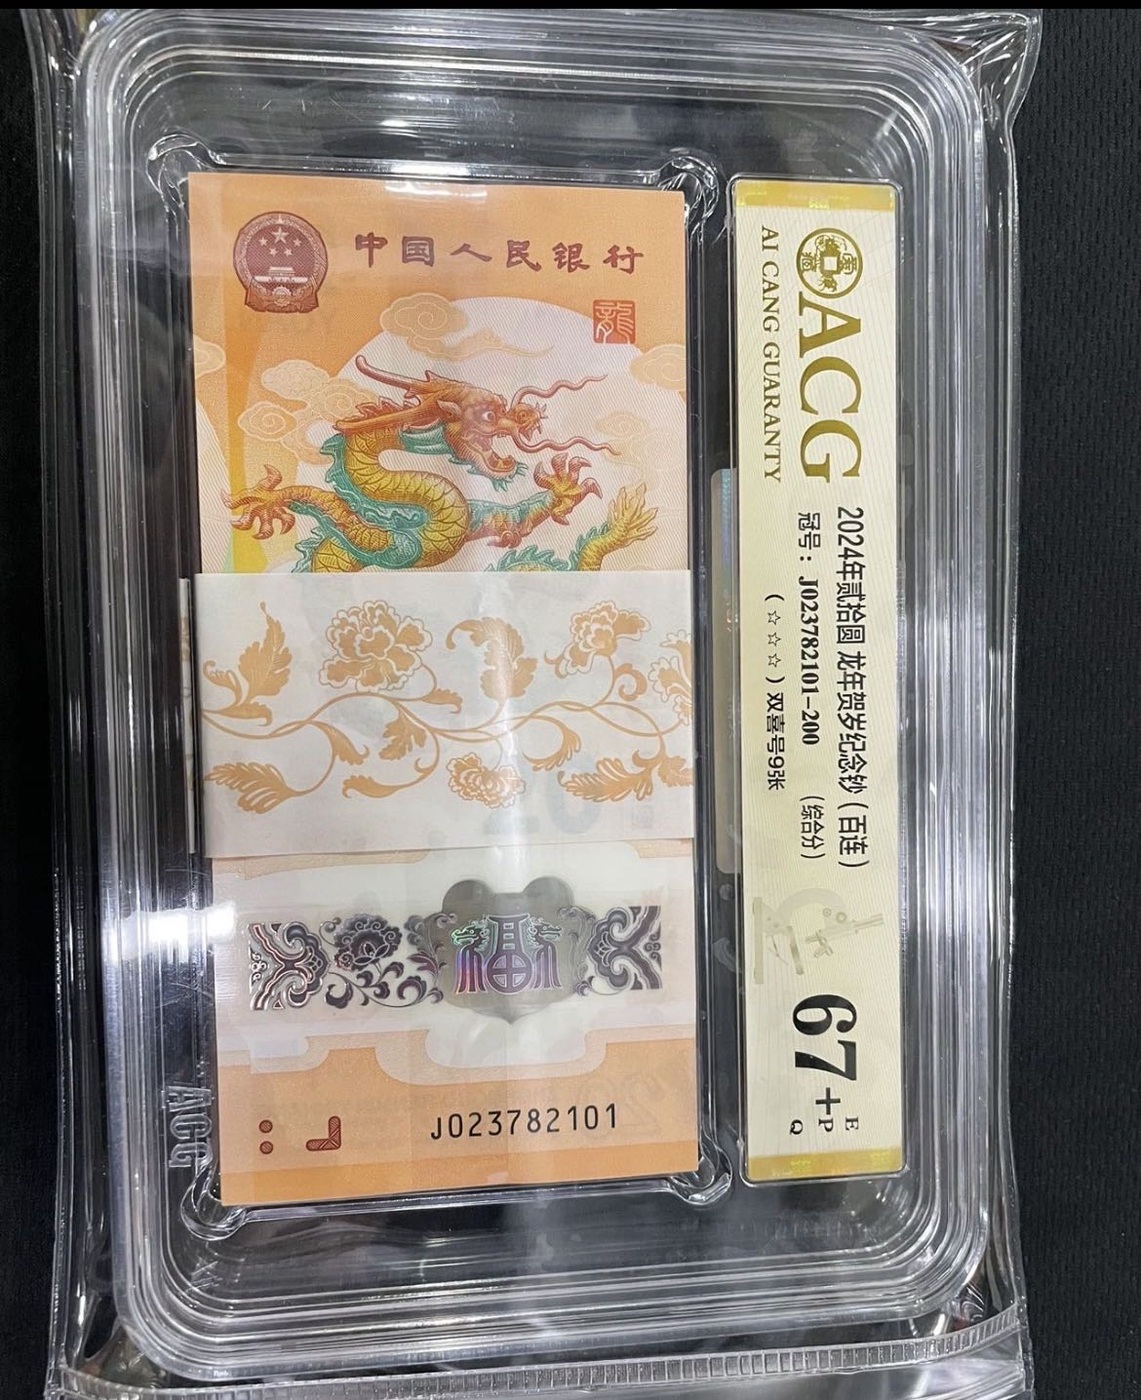 中国人民银行
龍
福
J023782101
ACG
ACG
AI CANG GUARANTY
2024年贰拾圆 龙年贺岁纪念钞（百连）
冠号：J023782101-200 （综合分）
（☆☆☆）双喜号9张
67+
E
P
Q